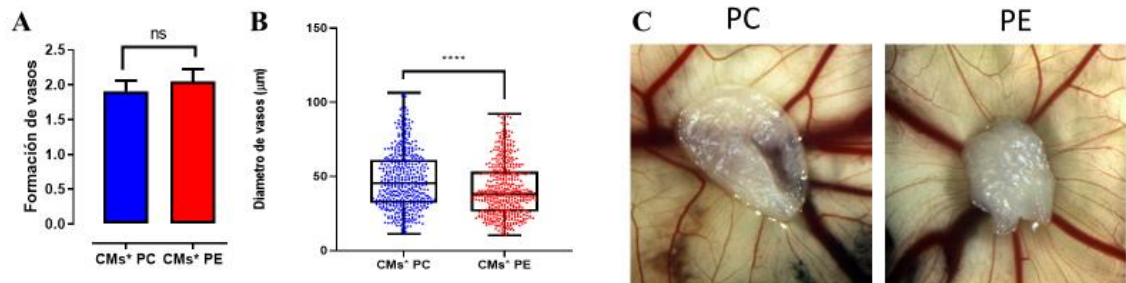 A
ns
Formación de vasos
2.5
2.0
1.5
1.0
0.5
0.0
CMs* PC CMs* PE
B
****
Diametro de vasos (μm)
150
100
50
0
CMs* PC CMs* PE
C
PC PE